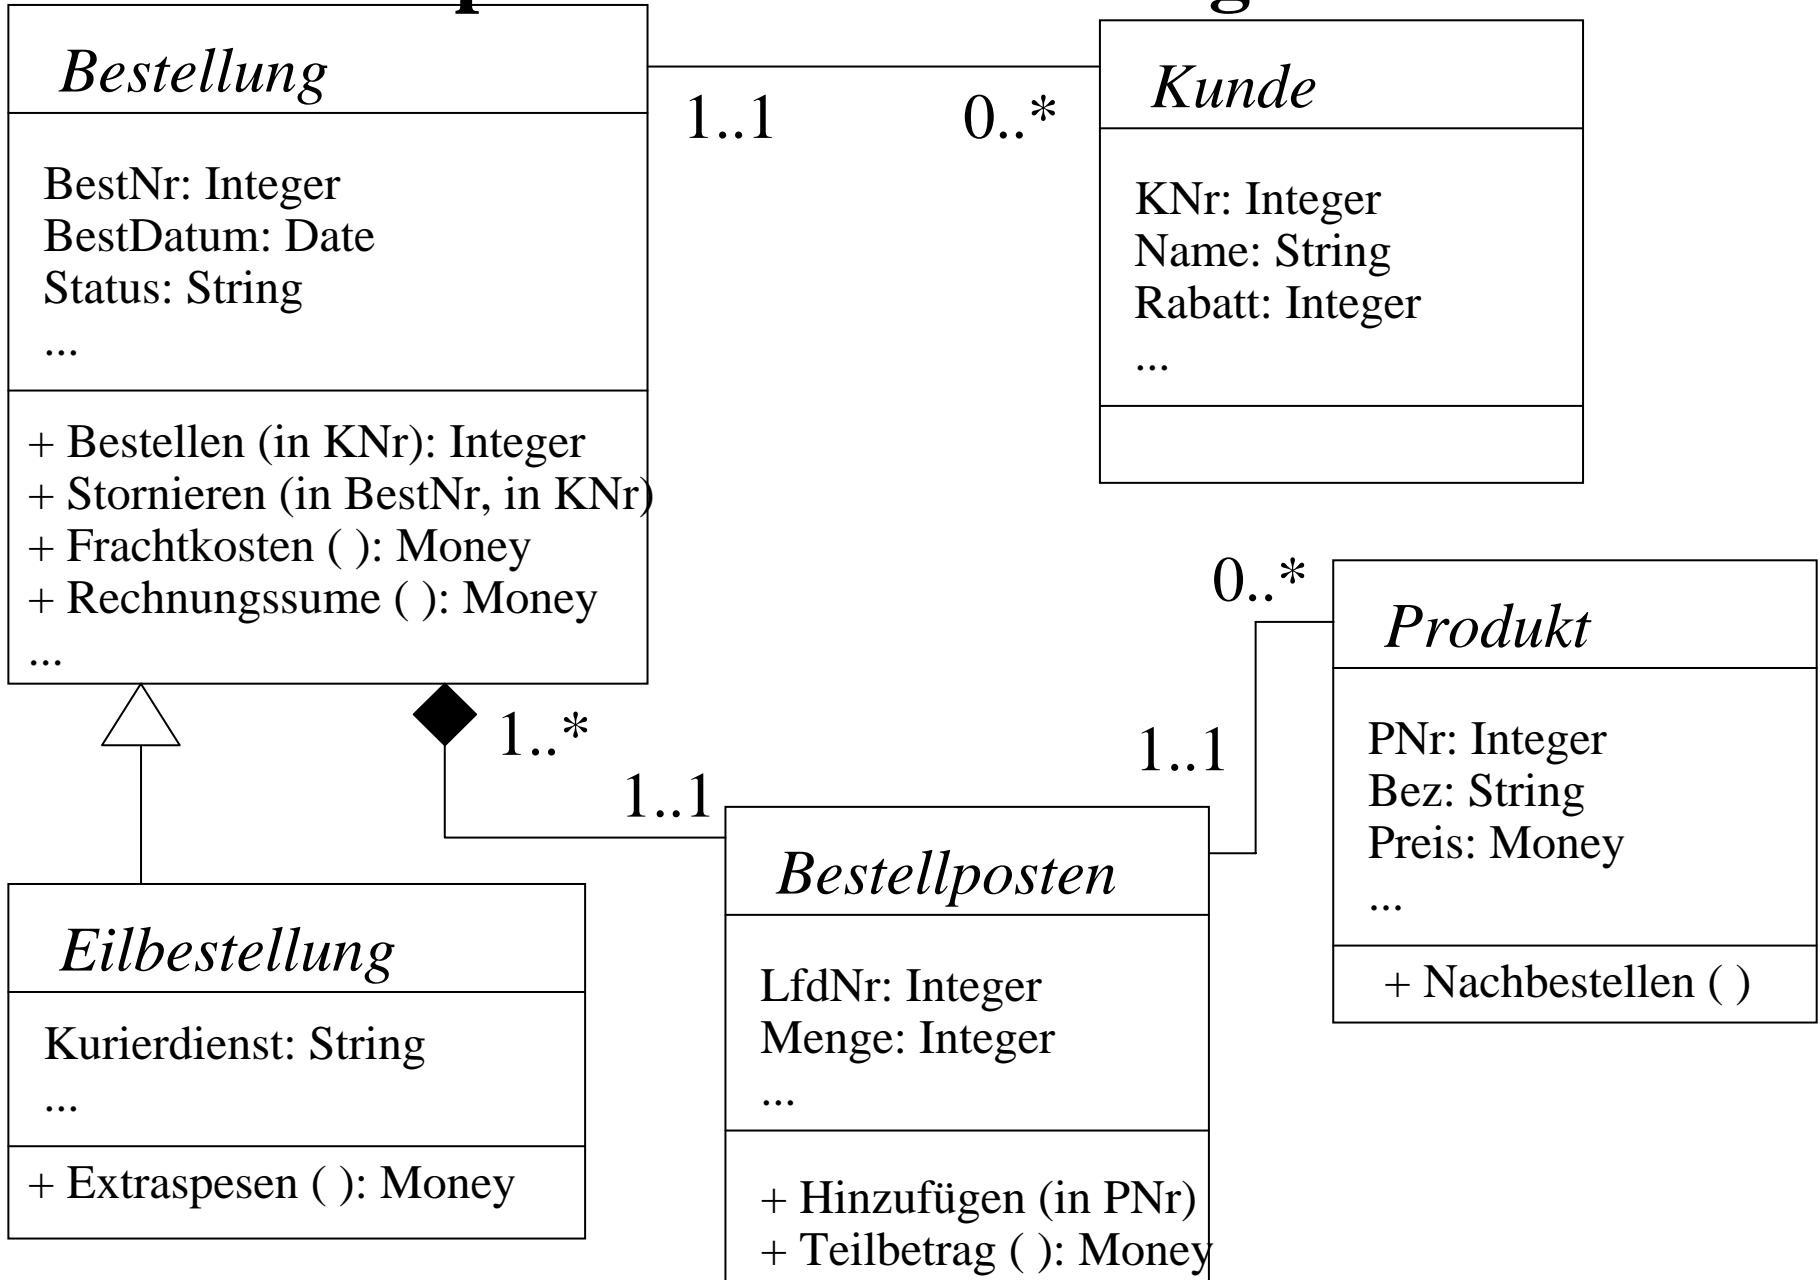 Bestellung
BestNr: Integer
BestDatum: Date
Status: String
...
+ Bestellen (in KNr): Integer
+ Stornieren (in BestNr, in KNr)
+ Frachtkosten ( ): Money
+ Rechnungssume ( ): Money
...
1..1
0..*
Kunde
KNr: Integer
Name: String
Rabatt: Integer
...
1..*
1..1
0..*
1..1
Produkt
PNr: Integer
Bez: String
Preis: Money
...
+ Nachbestellen ( )
Eilbestellung
Kurierdienst: String
...
+ Extraspesen ( ): Money
Bestellposten
LfdNr: Integer
Menge: Integer
...
+ Hinzufügen (in PNr)
+ Teilbetrag ( ): Money